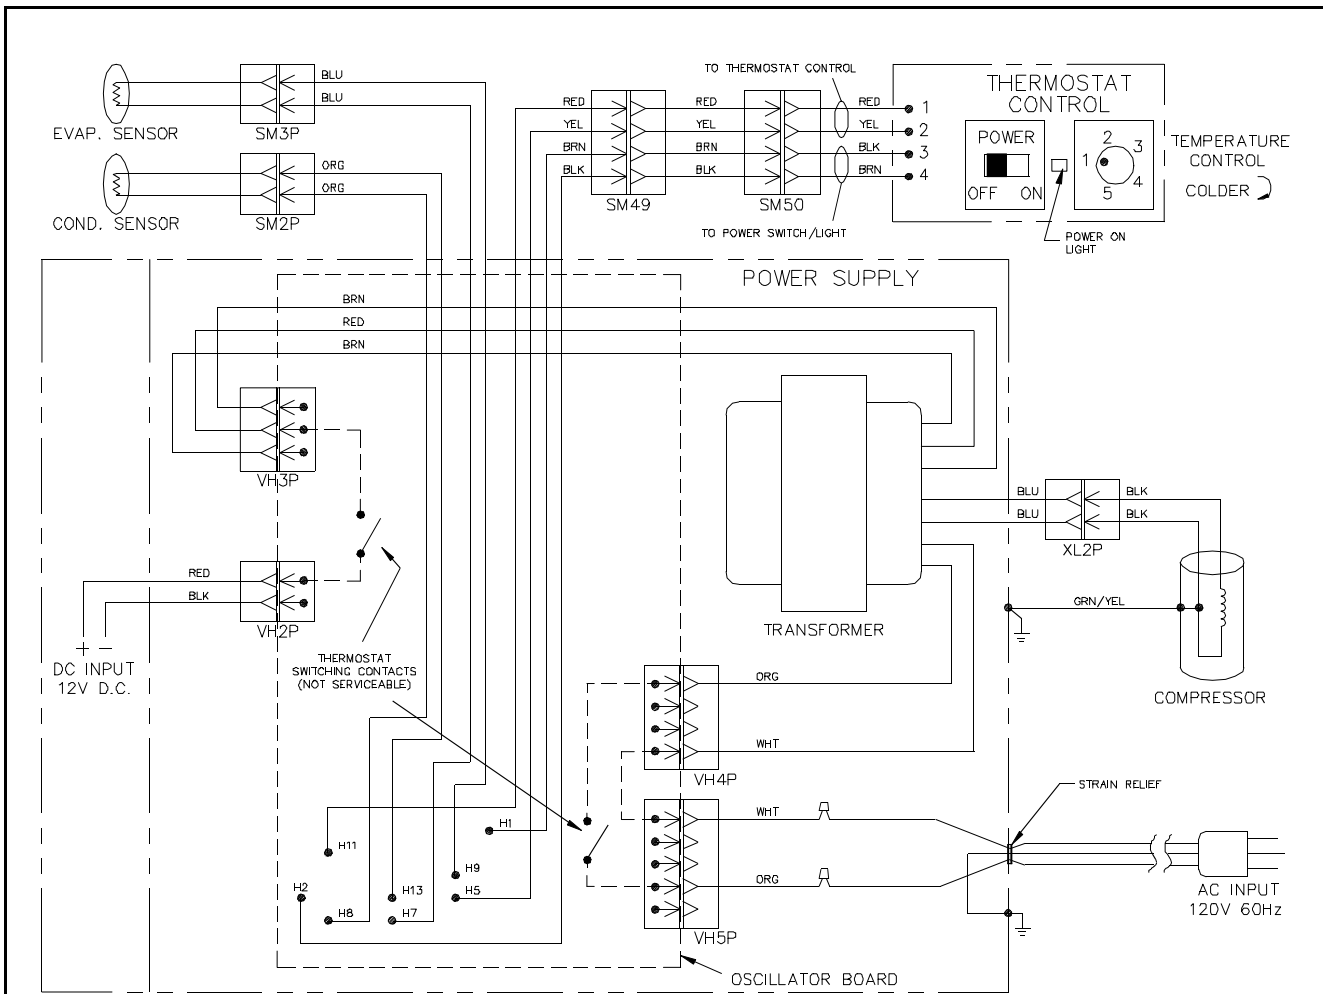 EVAP. SENSOR
SM3P
BLU
BLU
COND. SENSOR
SM2P
ORG
ORG
RED
YEL
BRN
BLK
SM49
RED
YEL
BRN
BLK
SM50
TO THERMOSTAT CONTROL
RED
YEL
BLK
BRN
TO POWER SWITCH/LIGHT
1
2
3
4
THERMOSTAT
CONTROL
POWER
OFF ON
1
2
3
4
5
TEMPERATURE
CONTROL
COLDER
POWER ON
LIGHT
POWER SUPPLY
BRN
RED
BRN
VH3P
RED
BLK
VH2P
+ −
DC INPUT
12V D.C.
THERMOSTAT
SWITCHING CONTACTS
(NOT SERVICEABLE)
TRANSFORMER
BLU
BLU
XL2P
BLK
BLK
GRN/YEL
COMPRESSOR
ORG
WHT
VH4P
WHT
ORG
VH5P
STRAIN RELIEF
AC INPUT
120V 60Hz
H1
H11
H9
H2
H13
H5
H8
H7
OSCILLATOR BOARD